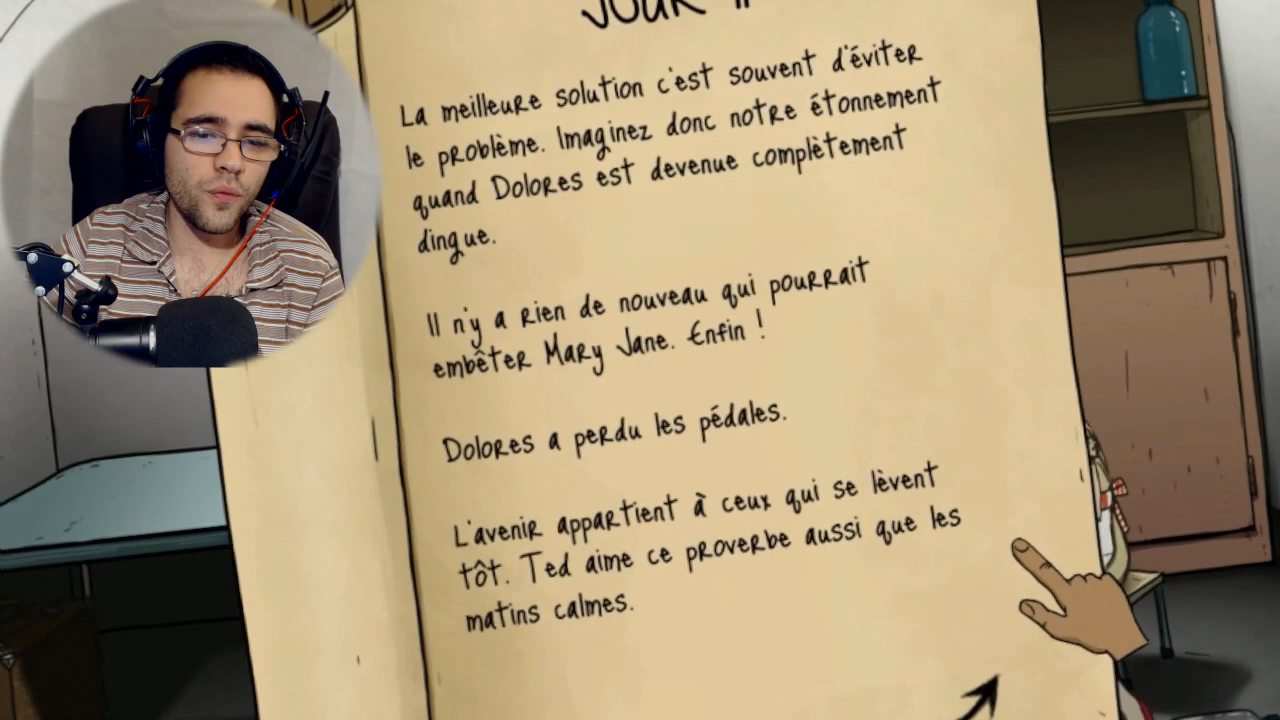 JOUR
La meilleure solution c'est souvent d'éviter
le problème. Imaginez donc notre étonnement
quand Dolores est devenue complètement
dingue.
Il n'y a rien de nouveau qui pourrait
embêter Mary Jane. Enfin !
Dolores a perdu les pédales.
L'avenir appartient à ceux qui se lèvent
tôt. Ted aime ce proverbe aussi que les
matins calmes.